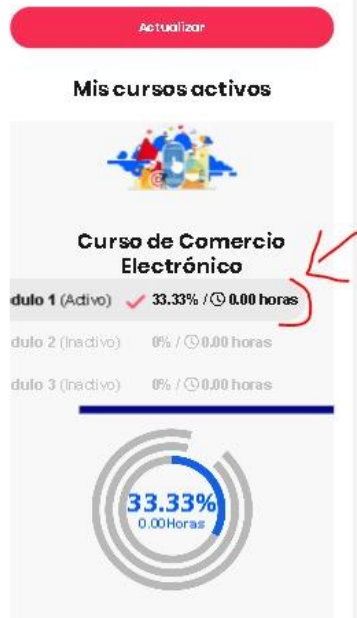 Actualizar
Mis cursos activos
Curso de Comercio
Electrónico
dulo 1 (Activo) 33.33% / 0.00 horas
dulo 2 (Inactivo) 0% / 0.00 horas
dulo 3 (Inactivo) 0% / 0.00 horas
33.33%
0.00Horas